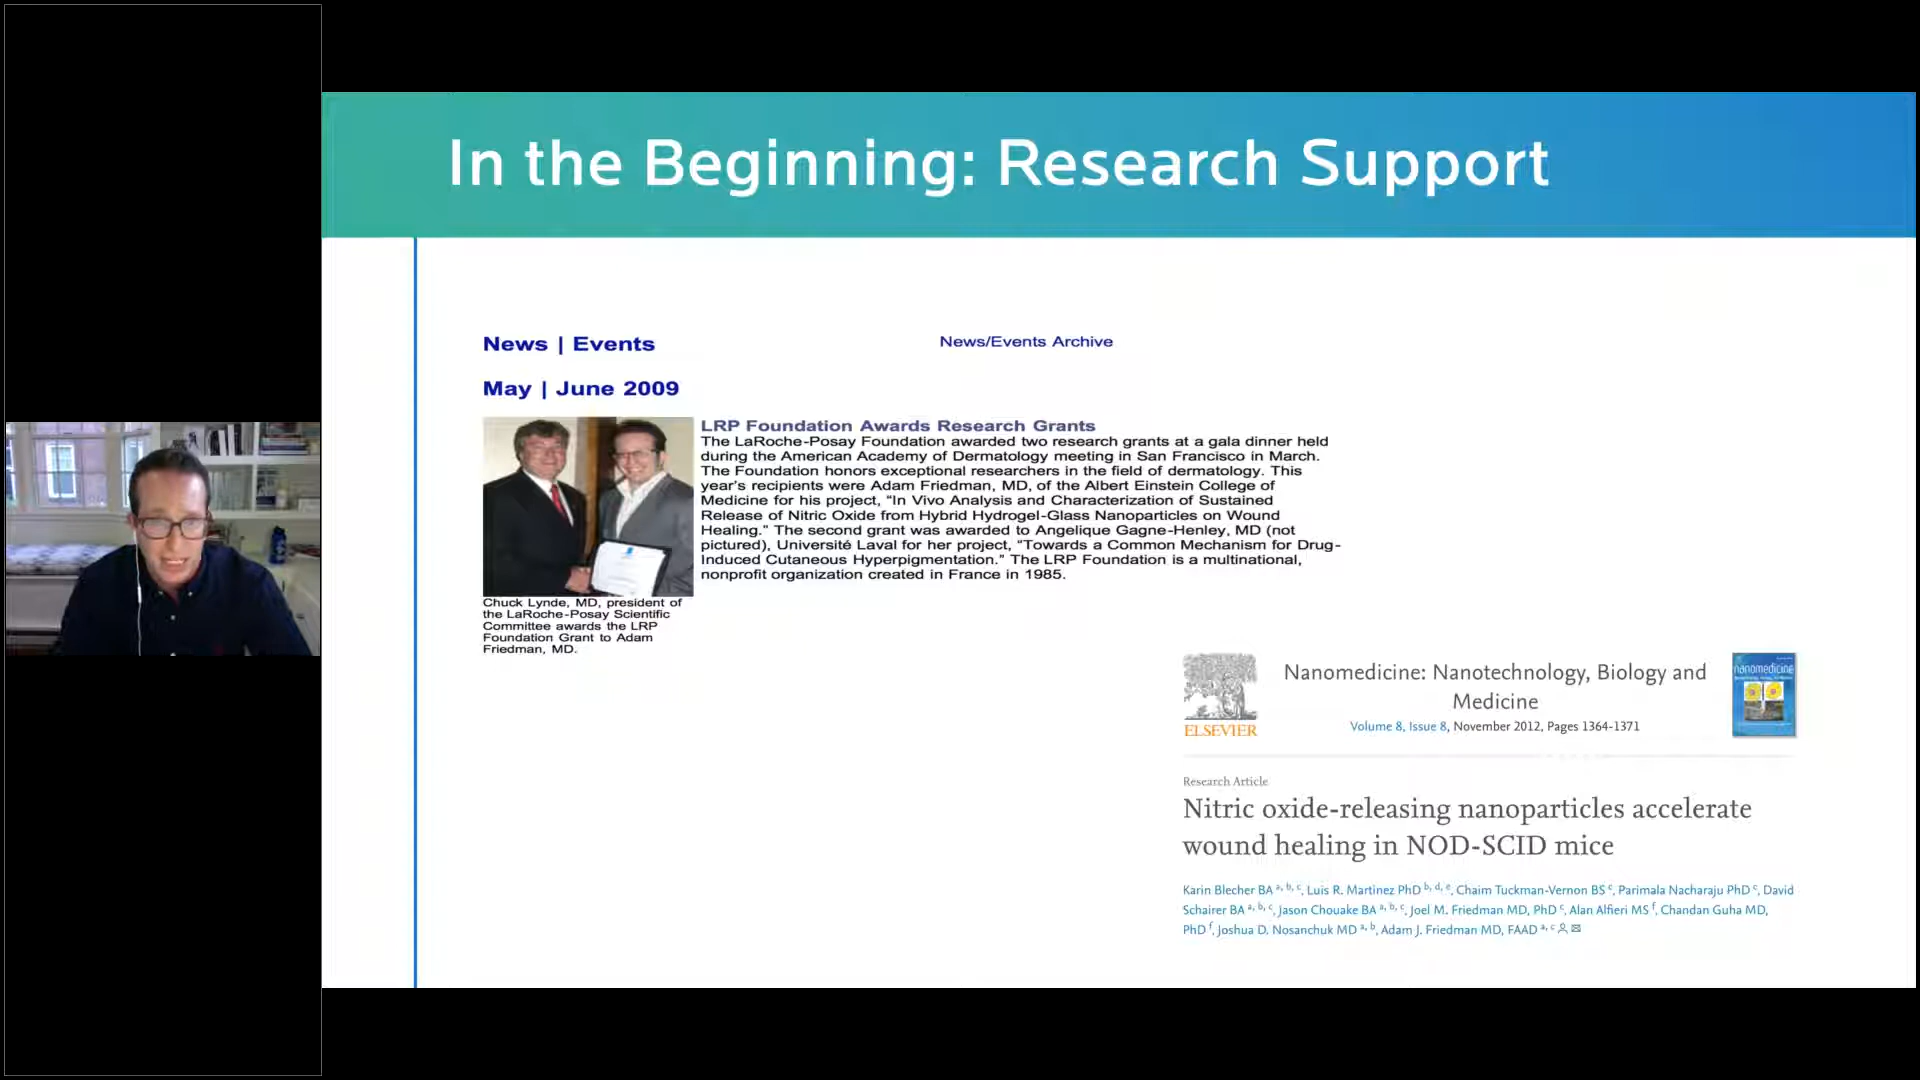 In the Beginning: Research Support
News | Events
News/Events Archive
May | June 2009
LRP Foundation Awards Research Grants
The LaRoche-Posay Foundation awarded two research grants at a gala dinner held
during the American Academy of Dermatology meeting in San Francisco in March.
The Foundation honors exceptional researchers in the field of dermatology. This
year's recipients were Adam Friedman, MD, of the Albert Einstein College of
Medicine for his project, “In Vivo Analysis and Characterization of Sustained
Release of Nitric Oxide from Hybrid Hydrogel-Glass Nanoparticles on Wound
Healing.” The second grant was awarded to Angelique Gagne-Henley, MD (not
pictured), Université Laval for her project, “Towards a Common Mechanism for Drug-
Induced Cutaneous Hyperpigmentation.” The LRP Foundation is a multinational,
nonprofit organization created in France in 1985.
Chuck Lynde, MD, president of
the LaRoche-Posay Scientific
Committee awards the LRP
Foundation Grant to Adam
Friedman, MD.
ELSEVIER
Nanomedicine: Nanotechnology, Biology and
Medicine
Volume 8, Issue 8, November 2012, Pages 1364-1371
nanomedicine
Research Article
Nitric oxide-releasing nanoparticles accelerate
wound healing in NOD-SCID mice
Karin Blecher BA a, b, c, Luis R. Martinez PhD b, d, e, Chaim Tuckman-Vernon BS c, Parimala Nacharaju PhD c, David
Schairer BA a, b, c, Jason Chouake BA a, b, c, Joel M. Friedman MD, PhD c, Alan Alfieri MS f, Chandan Guha MD,
PhD f, Joshua D. Nosanchuk MD a, b, Adam J. Friedman MD, FAAD a, c